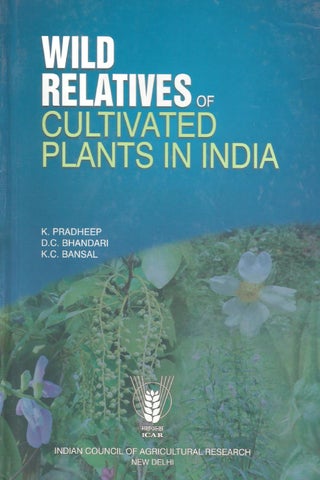 WILD
RELATIVES OF
CULTIVATED
PLANTS IN INDIA
K. PRADHEEP
D.C. BHANDARI
K.C. BANSAL
ICAR
INDIAN COUNCIL OF AGRICULTURAL RESEARCH
NEW DELHI